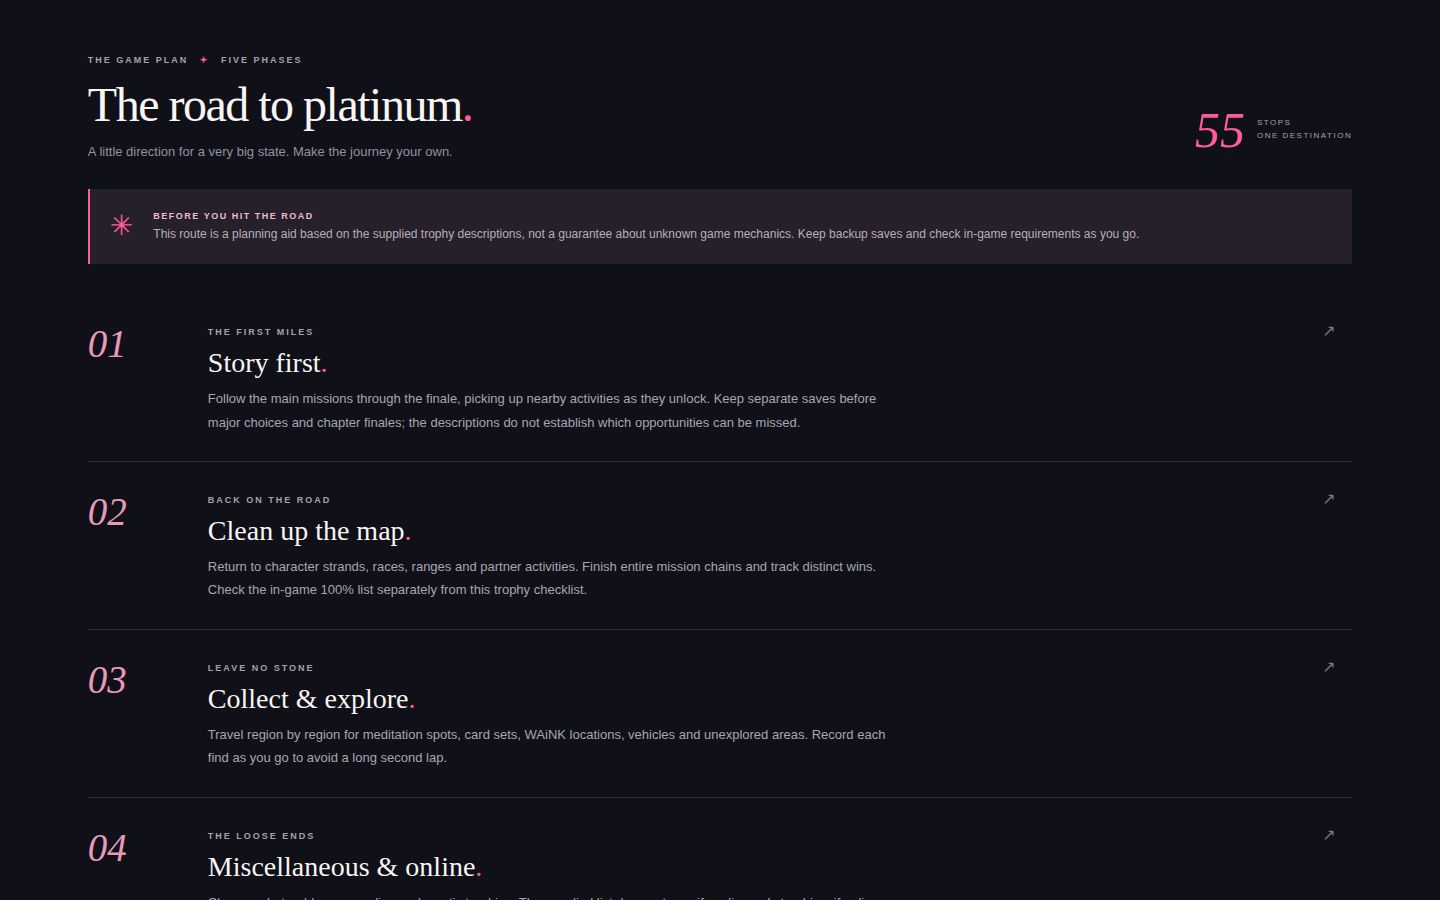 THE GAME PLAN ✦ FIVE PHASES
The road to platinum.
A little direction for a very big state. Make the journey your own.
55
STOPS
ONE DESTINATION
BEFORE YOU HIT THE ROAD
This route is a planning aid based on the supplied trophy descriptions, not a guarantee about unknown game mechanics. Keep backup saves and check in-game requirements as you go.
01
THE FIRST MILES
Story first.
Follow the main missions through the finale, picking up nearby activities as they unlock. Keep separate saves before
major choices and chapter finales; the descriptions do not establish which opportunities can be missed.
02
BACK ON THE ROAD
Clean up the map.
Return to character strands, races, ranges and partner activities. Finish entire mission chains and track distinct wins.
Check the in-game 100% list separately from this trophy checklist.
03
LEAVE NO STONE
Collect & explore.
Travel region by region for meditation spots, card sets, WAiNK locations, vehicles and unexplored areas. Record each
find as you go to avoid a long second lap.
04
THE LOOSE ENDS
Miscellaneous & online.